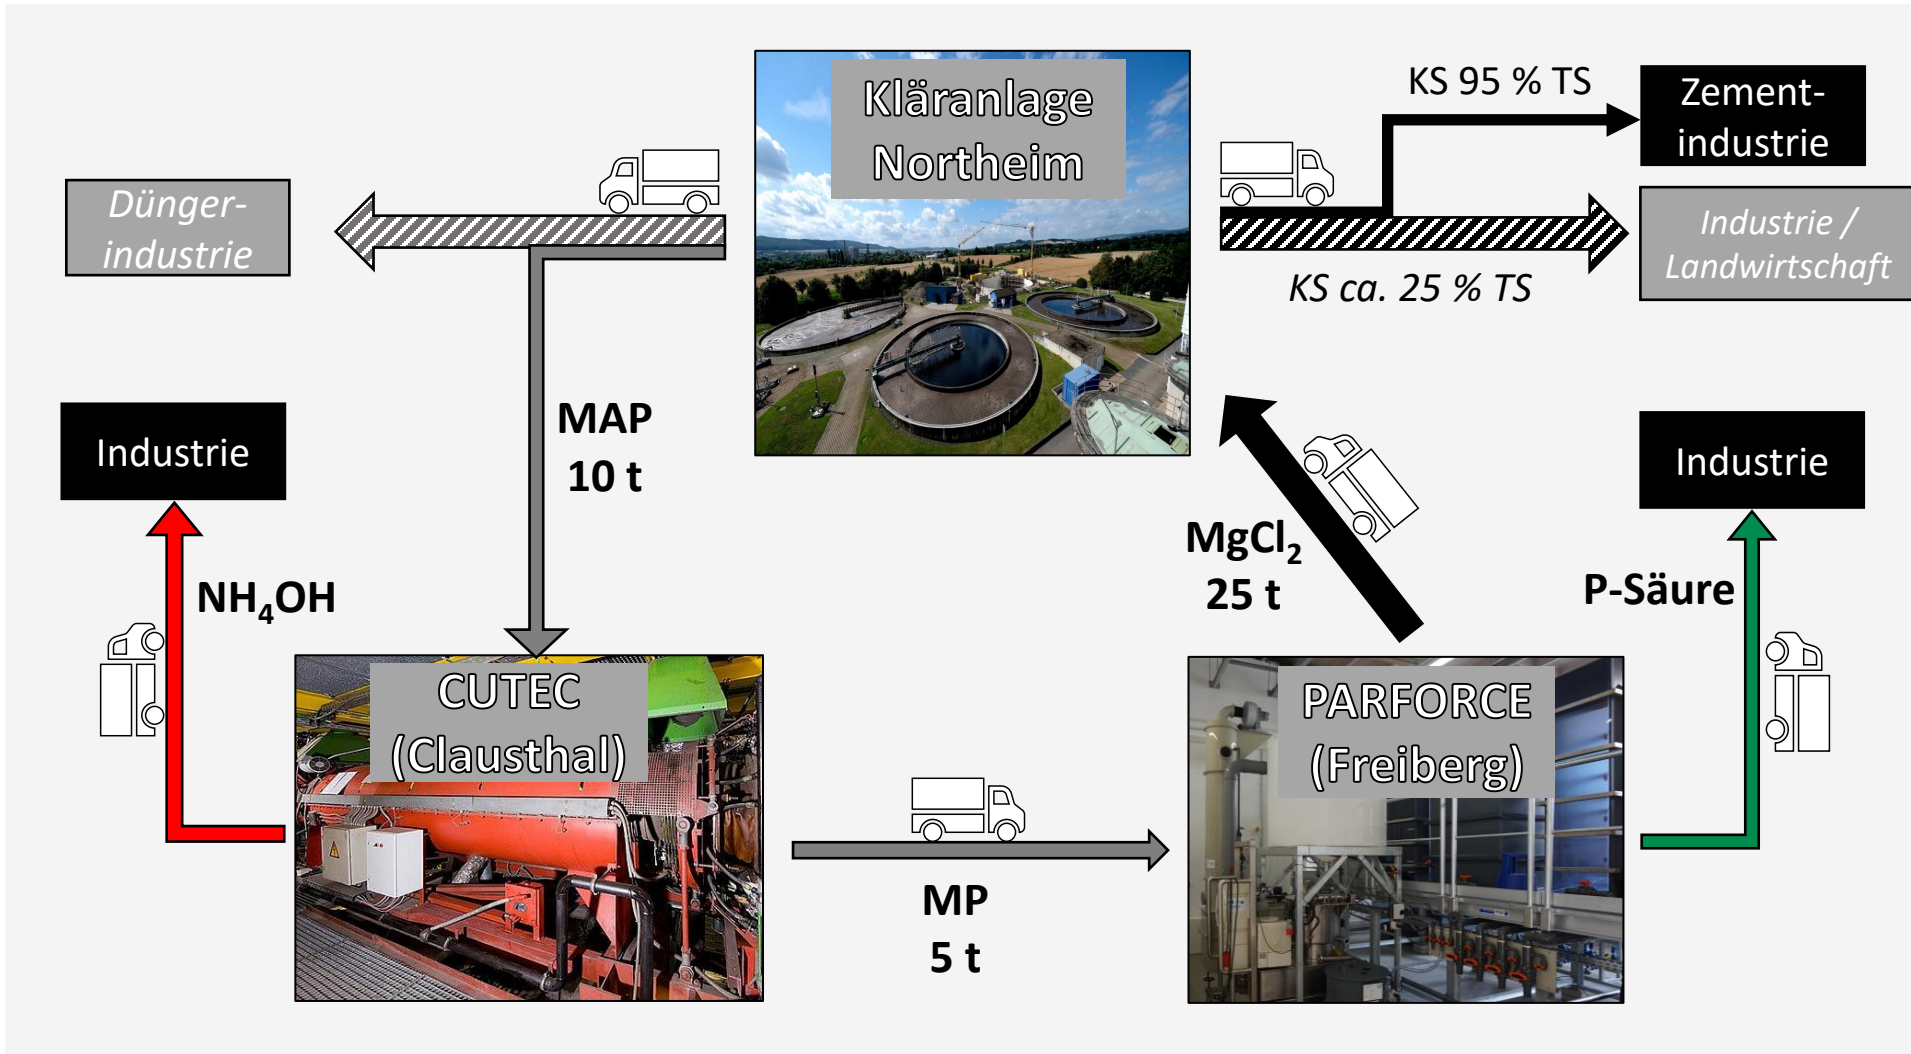 Kläranlage
Northeim
KS 95 % TS
Zement-
industrie
Dünger-
industrie
Industrie /
Landwirtschaft
KS ca. 25 % TS
MAP
10 t
Industrie
Industrie
MgCl₂
25 t
NH₄OH
P-Säure
CUTEC
(Clausthal)
PARFORCE
(Freiberg)
MP
5 t